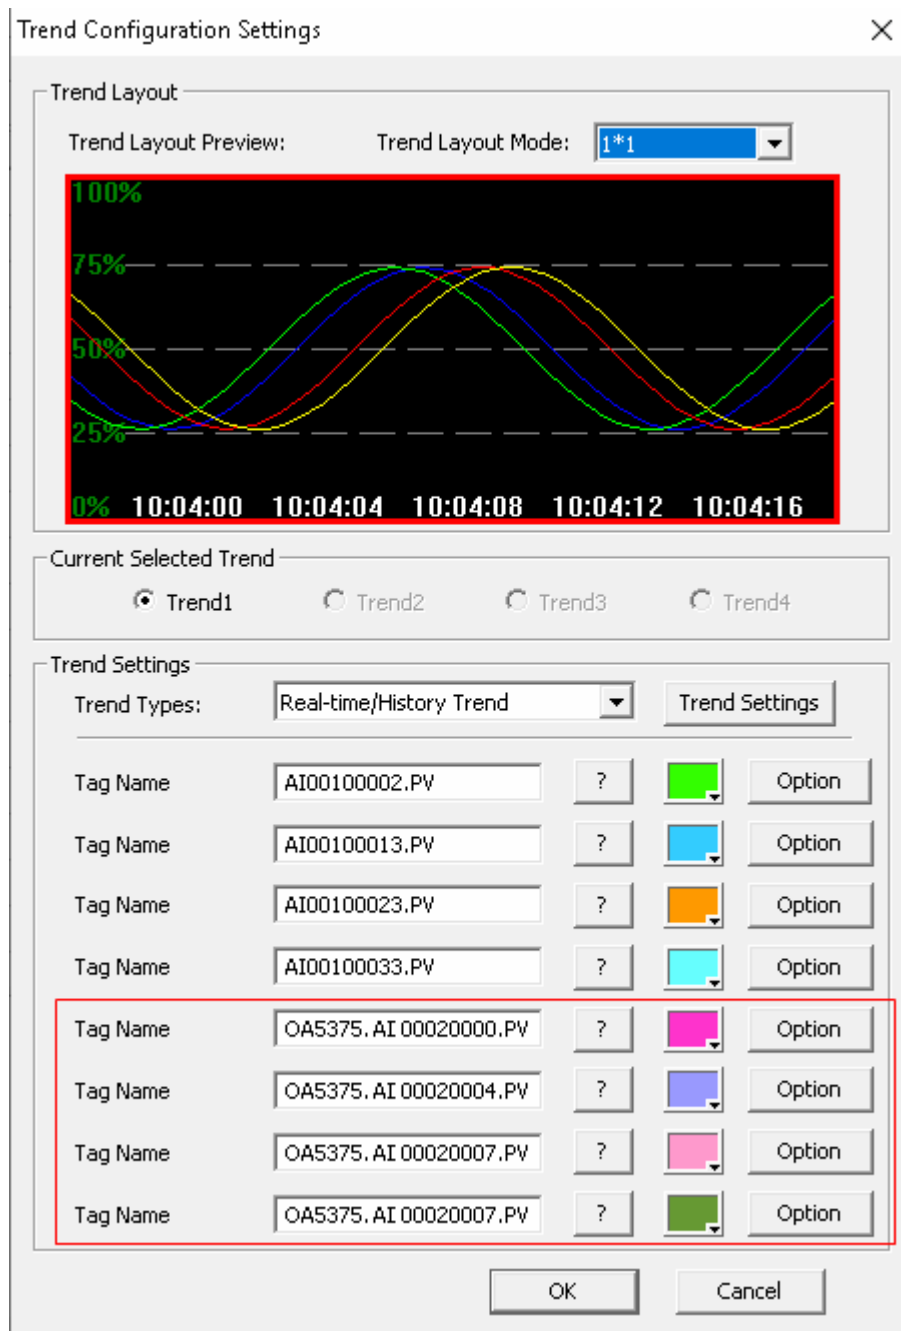 Trend Configuration Settings
Trend Layout
Trend Layout Preview: Trend Layout Mode: 1*1
100%
75%
50%
25%
0% 10:04:00 10:04:04 10:04:08 10:04:12 10:04:16
Current Selected Trend
Trend1 Trend2 Trend3 Trend4
Trend Settings
Trend Types: Real-time/History Trend Trend Settings
Tag Name AI00100002.PV ? Option
Tag Name AI00100013.PV ? Option
Tag Name AI00100023.PV ? Option
Tag Name AI00100033.PV ? Option
Tag Name OA5375.AI00020000.PV ? Option
Tag Name OA5375.AI00020004.PV ? Option
Tag Name OA5375.AI00020007.PV ? Option
Tag Name OA5375.AI00020007.PV ? Option
OK Cancel